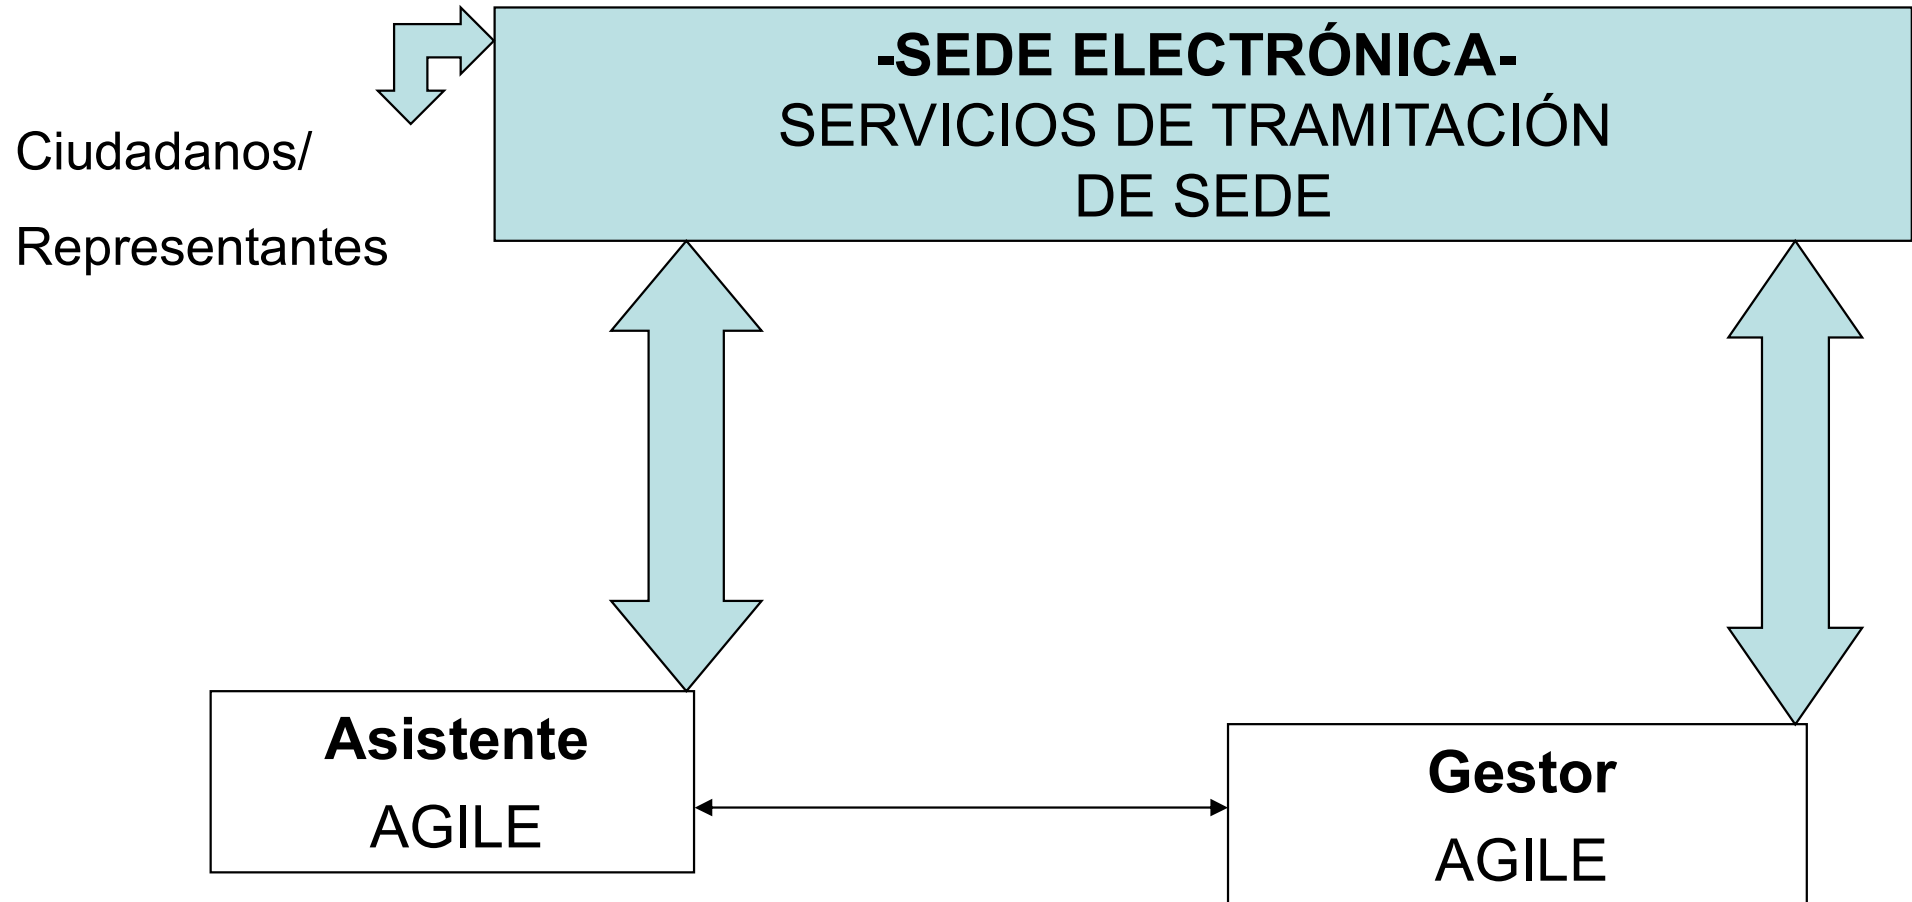 -SEDE ELECTRÓNICA-
SERVICIOS DE TRAMITACIÓN
DE SEDE
Ciudadanos/
Representantes
Asistente
AGILE
Gestor
AGILE